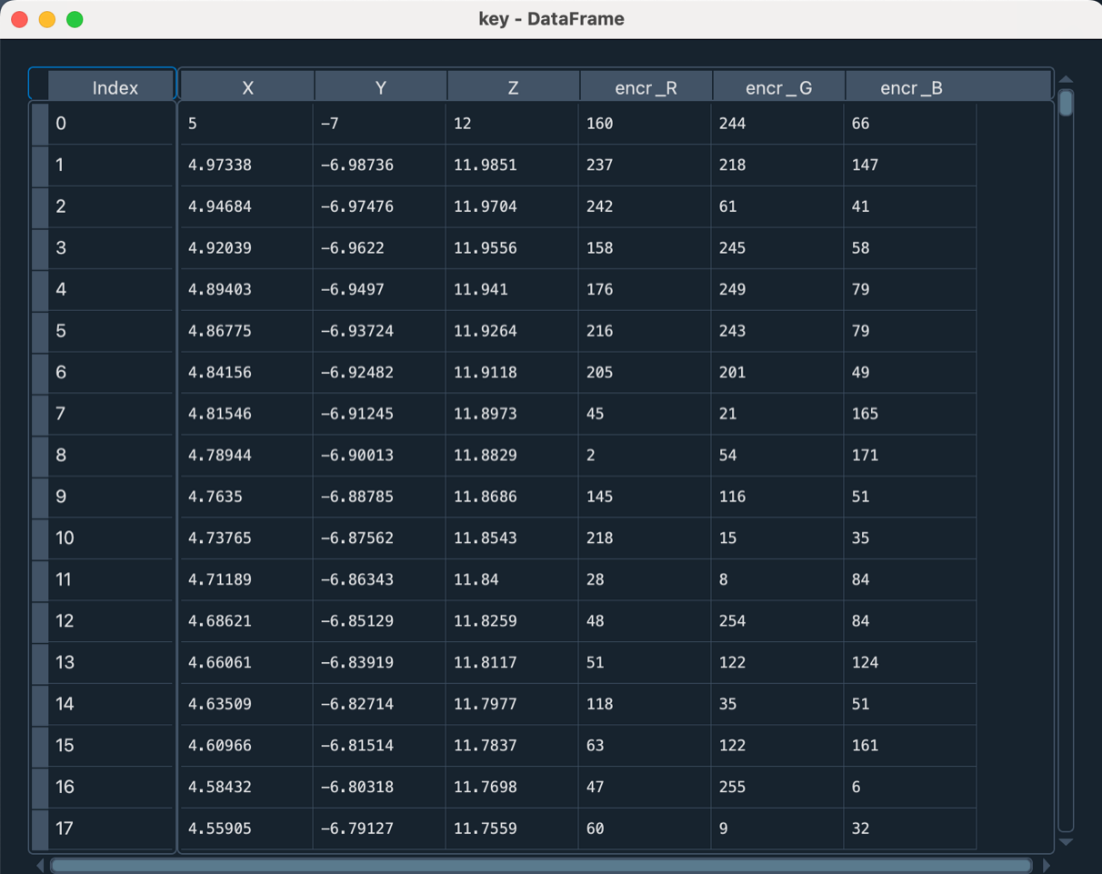 key - DataFrame
Index X Y Z encr_R encr_G encr_B
0 5 -7 12 160 244 66
1 4.97338 -6.98736 11.9851 237 218 147
2 4.94684 -6.97476 11.9704 242 61 41
3 4.92039 -6.9622 11.9556 158 245 58
4 4.89403 -6.9497 11.941 176 249 79
5 4.86775 -6.93724 11.9264 216 243 79
6 4.84156 -6.92482 11.9118 205 201 49
7 4.81546 -6.91245 11.8973 45 21 165
8 4.78944 -6.90013 11.8829 2 54 171
9 4.7635 -6.88785 11.8686 145 116 51
10 4.73765 -6.87562 11.8543 218 15 35
11 4.71189 -6.86343 11.84 28 8 84
12 4.68621 -6.85129 11.8259 48 254 84
13 4.66061 -6.83919 11.8117 51 122 124
14 4.63509 -6.82714 11.7977 118 35 51
15 4.60966 -6.81514 11.7837 63 122 161
16 4.58432 -6.80318 11.7698 47 255 6
17 4.55905 -6.79127 11.7559 60 9 32